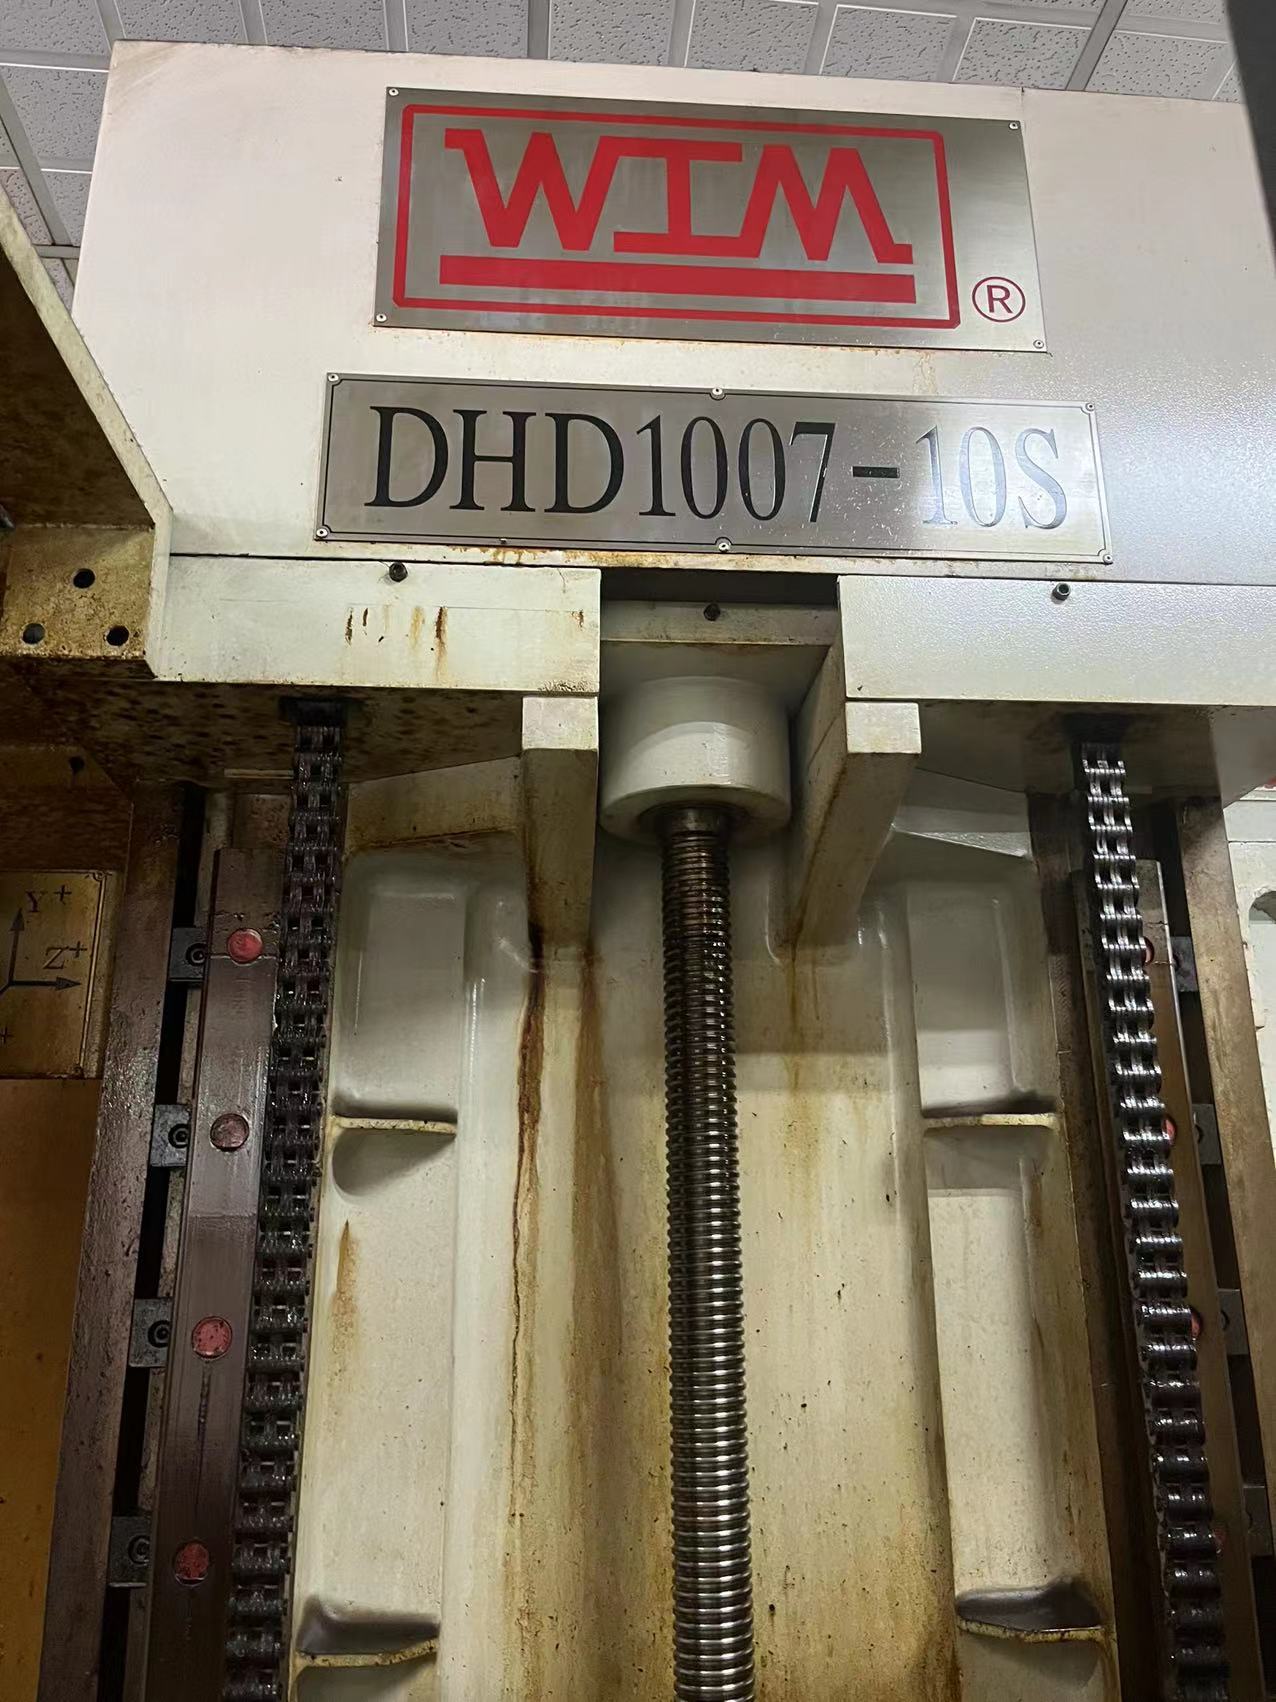 WIM
®
DHD1007-10S
Y+
Z+
+